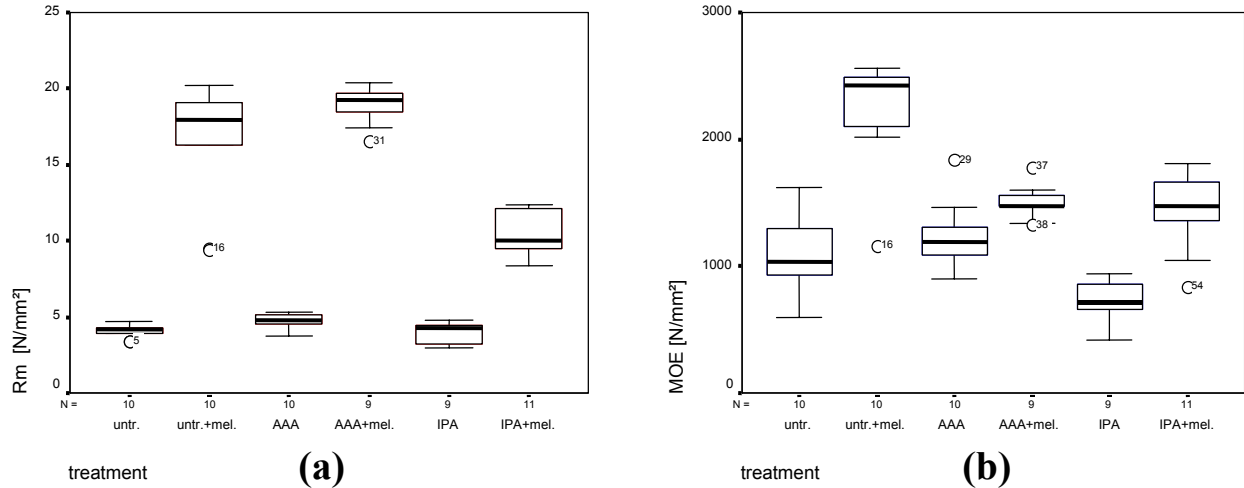 25
20
15
10
5
0
Rm [N/mm²]
16
31
5
N = 10 10 10 9 9 11
untr. untr.+mel. AAA AAA+mel. IPA IPA+mel.
treatment
(a)
3000
2000
1000
0
MOE [N/mm²]
29
37
16
38
54
N = 10 10 10 9 9 11
untr. untr.+mel. AAA AAA+mel. IPA IPA+mel.
treatment
(b)